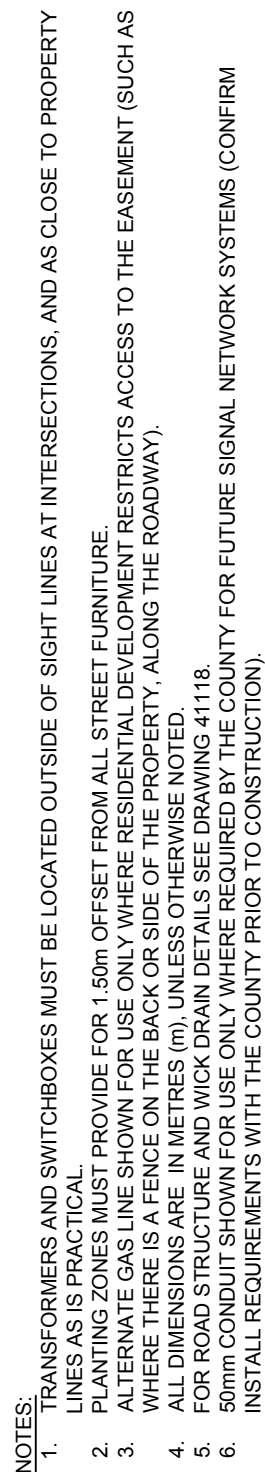 NOTES:
1. TRANSFORMERS AND SWITCHBOXES MUST BE LOCATED OUTSIDE OF SIGHT LINES AT INTERSECTIONS, AND AS CLOSE TO PROPERTY
LINES AS IS PRACTICAL.
2. PLANTING ZONES MUST PROVIDE FOR 1.50m OFFSET FROM ALL STREET FURNITURE.
3. ALTERNATE GAS LINE SHOWN FOR USE ONLY WHERE RESIDENTIAL DEVELOPMENT RESTRICTS ACCESS TO THE EASEMENT (SUCH AS
WHERE THERE IS A FENCE ON THE BACK OR SIDE OF THE PROPERTY, ALONG THE ROADWAY).
4. ALL DIMENSIONS ARE IN METRES (m), UNLESS OTHERWISE NOTED.
5. FOR ROAD STRUCTURE AND WICK DRAIN DETAILS SEE DRAWING 41118.
6. 50mm CONDUIT SHOWN FOR USE ONLY WHERE REQUIRED BY THE COUNTY FOR FUTURE SIGNAL NETWORK SYSTEMS (CONFIRM
INSTALL REQUIREMENTS WITH THE COUNTY PRIOR TO CONSTRUCTION).